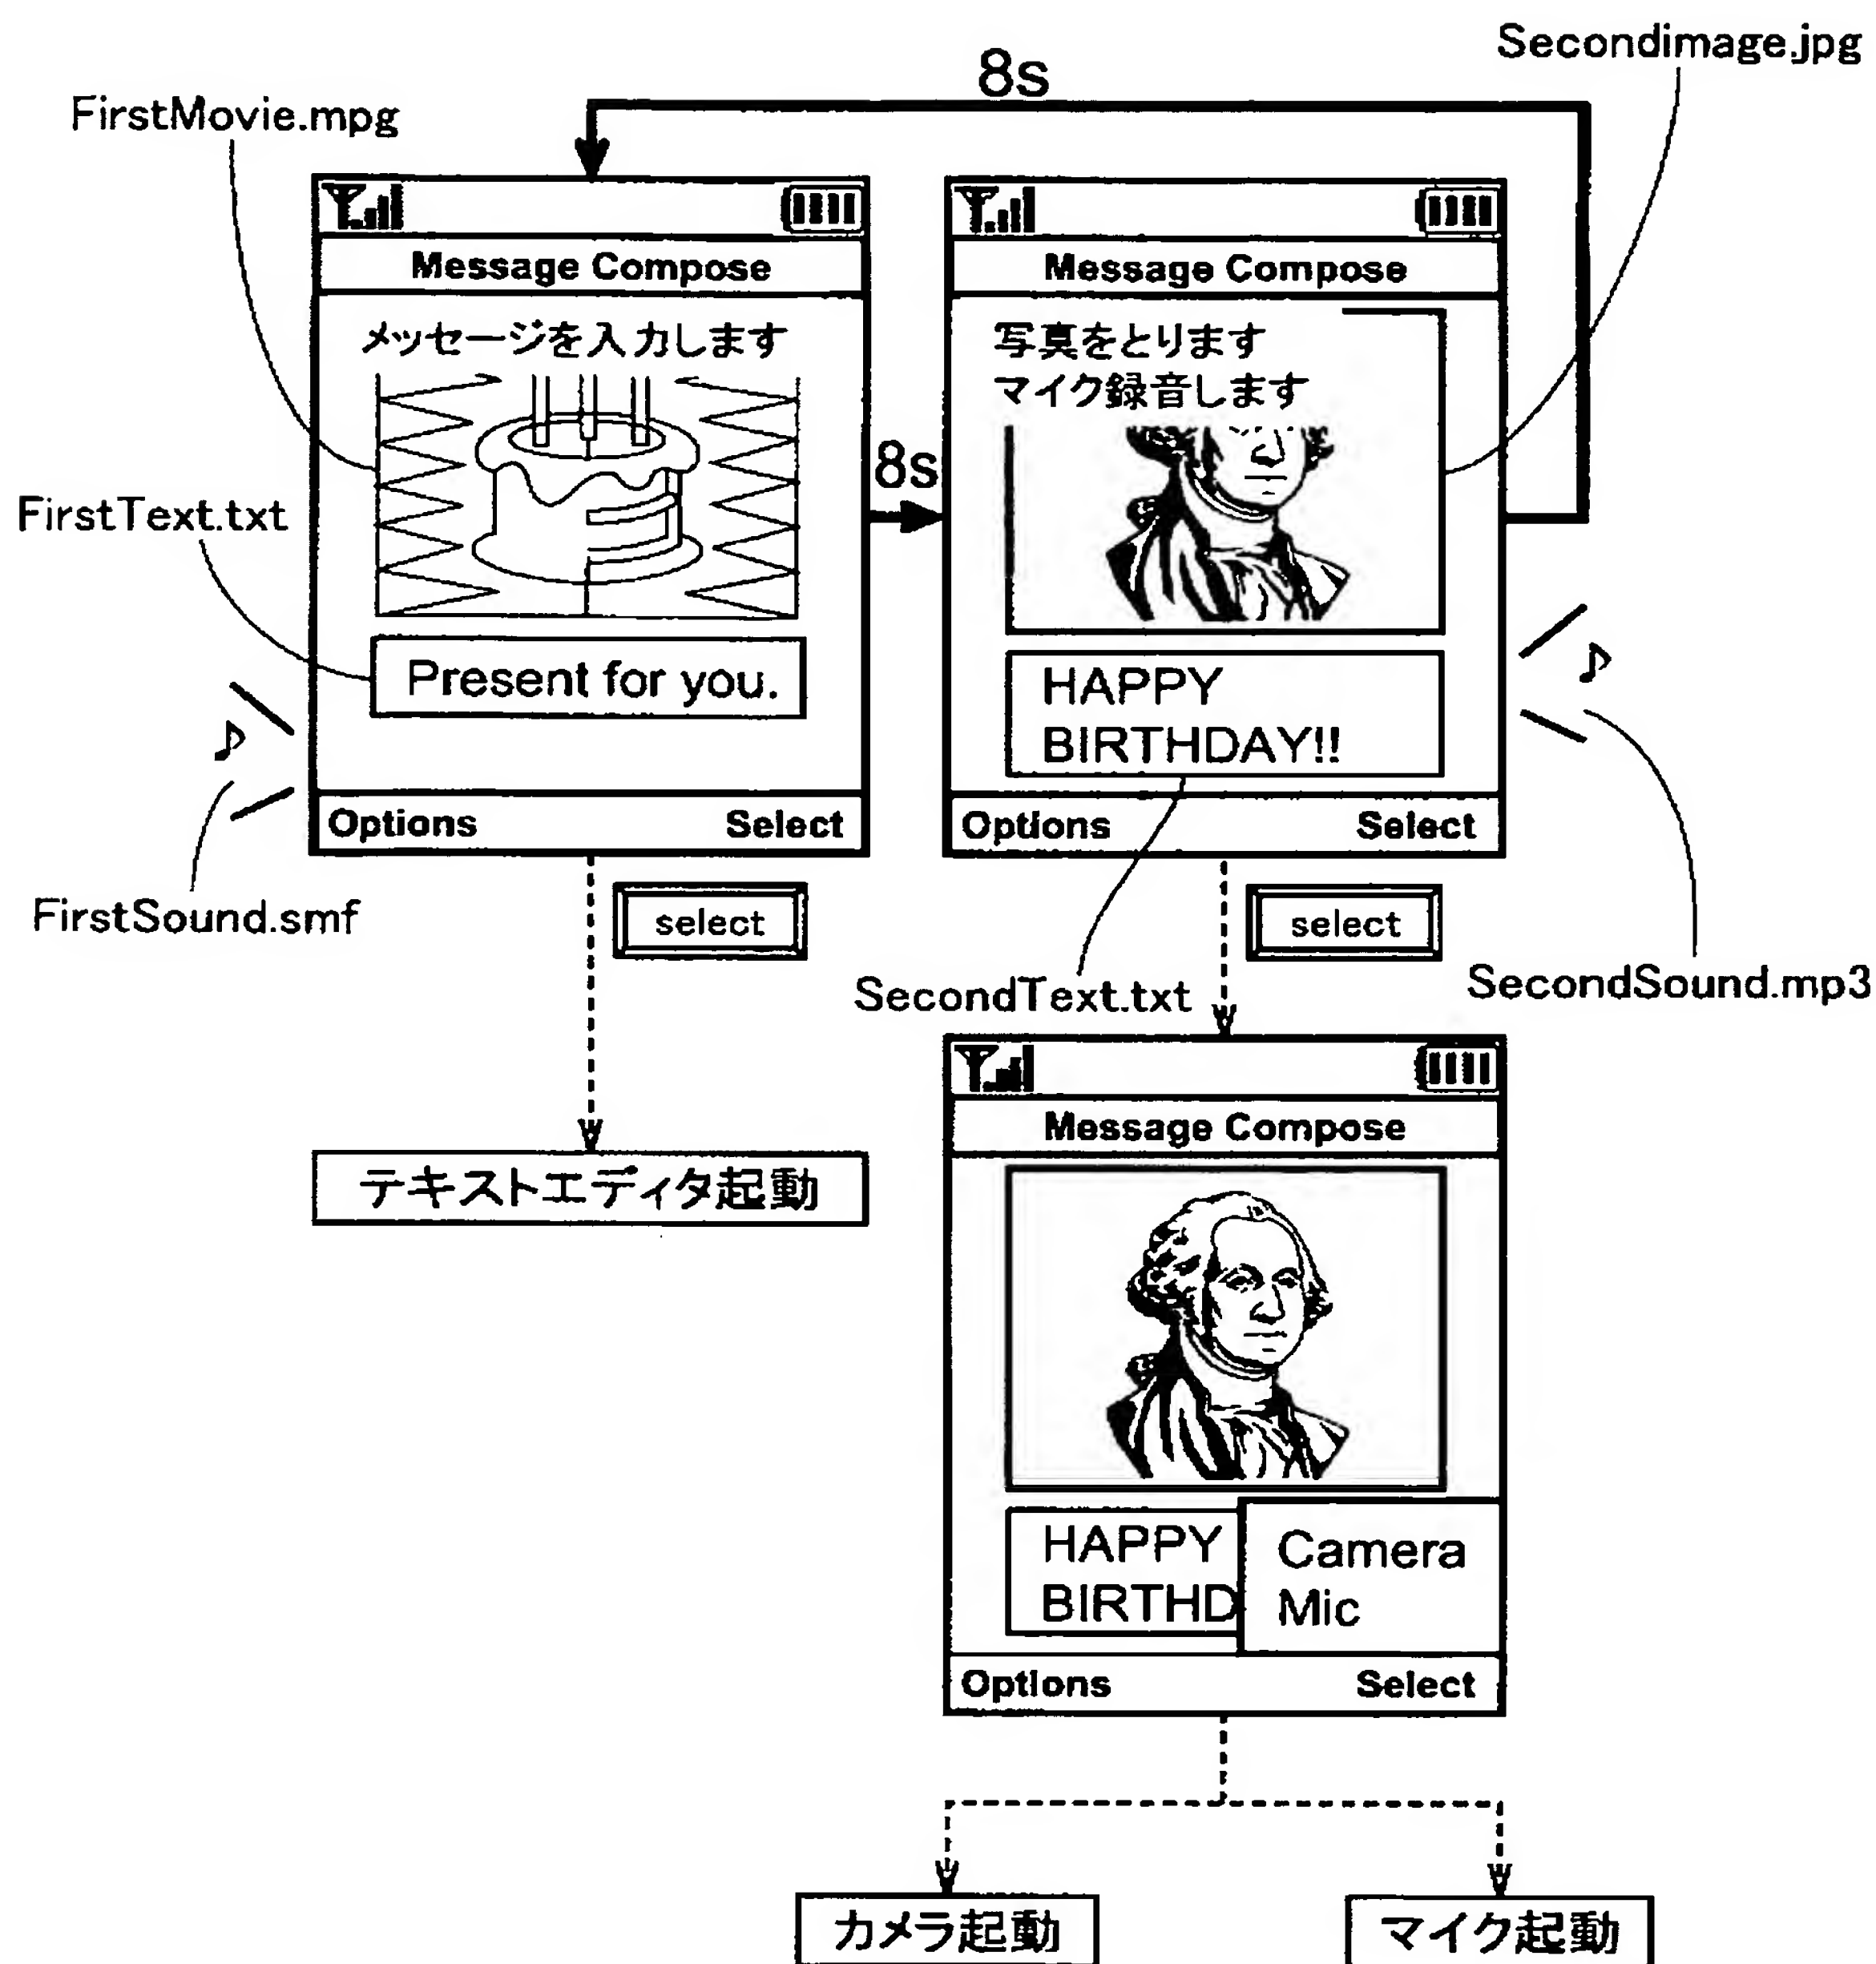 8s
Secondimage.jpg
FirstMovie.mpg
Message Compose
メッセージを入力します
FirstText.txt
Present for you.
Options
Select
FirstSound.smf
8s
Message Compose
写真をとります
マイク録音します
HAPPY
BIRTHDAY!!
Options
Select
select
select
SecondText.txt
SecondSound.mp3
テキストエディタ起動
Message Compose
HAPPY
BIRTHD
Camera
Mic
Options
Select
カメラ起動
マイク起動